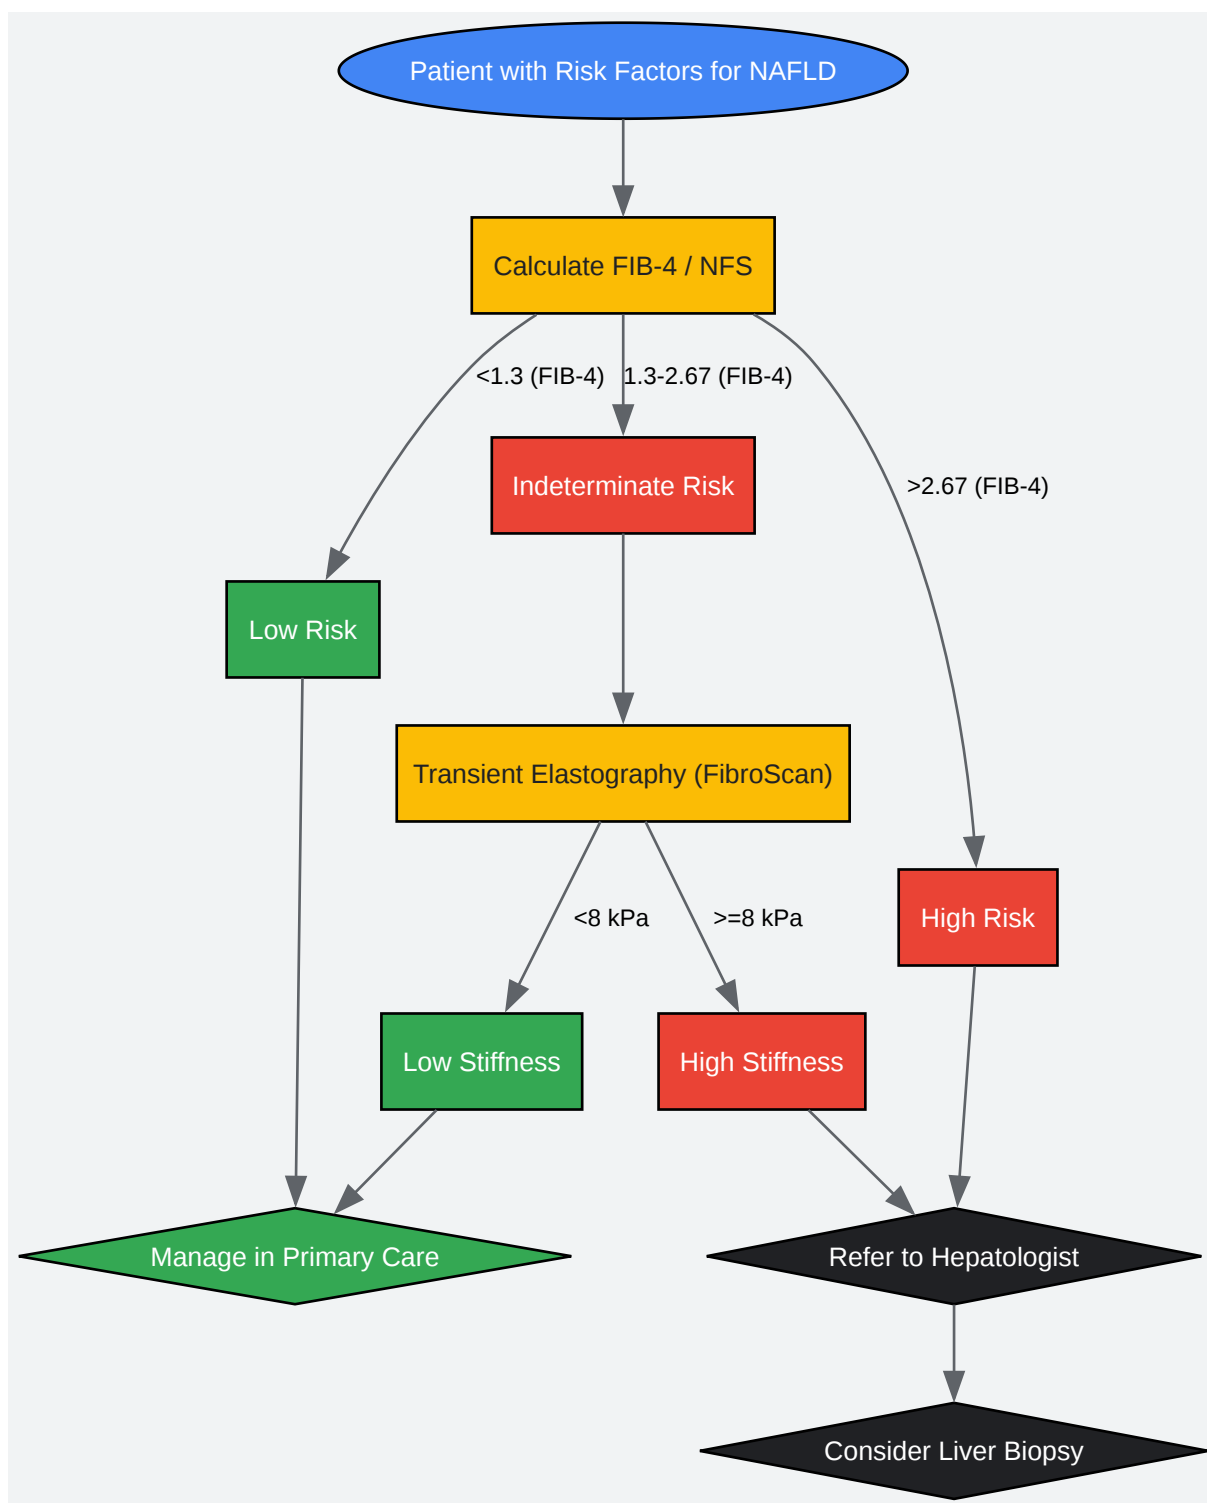 Patient with Risk Factors for NAFLD
Calculate FIB-4 / NFS
<1.3 (FIB-4)
1.3-2.67 (FIB-4)
Indeterminate Risk
>2.67 (FIB-4)
Low Risk
Transient Elastography (FibroScan)
<8 kPa
>=8 kPa
High Risk
Low Stiffness
High Stiffness
Manage in Primary Care
Refer to Hepatologist
Consider Liver Biopsy